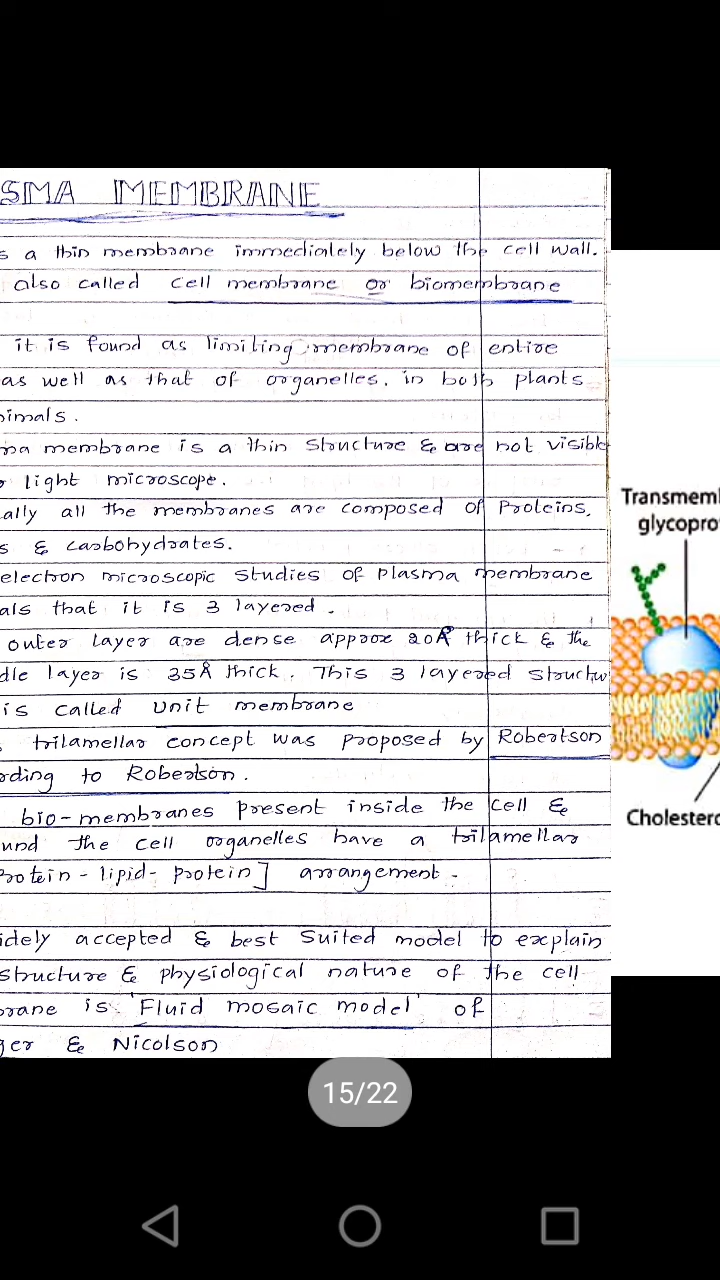 SMA MEMBRANE
s a thin membrane immediately below the cell wall.
also called cell membrane or biomembrane
it is found as limiting membrane of entire
as well as that of organelles. in both plants
nimals.
ma membrane is a thin structure & are not visible
light microscope.
ally all the membranes are composed of Proteins,
s & carbohydrates.
electron microscopic studies of plasma membrane
als that it is 3 layered.
outer layer are dense approx 20Å thick & the
dle layer is 35Å thick. This 3 layered structu
is called Unit membrane
trilamellar concept was proposed by Robertson
ording to Robertson.
bio-membranes present inside the cell &
und the cell organelles have a trilamellar
rotein - lipid - protein] arrangement.
idely accepted & best suited model to explain
structure & physiological nature of the cell
brane is 'Fluid mosaic model' of
ger & Nicolson
Transmeml
glycopro
Cholestero
15/22